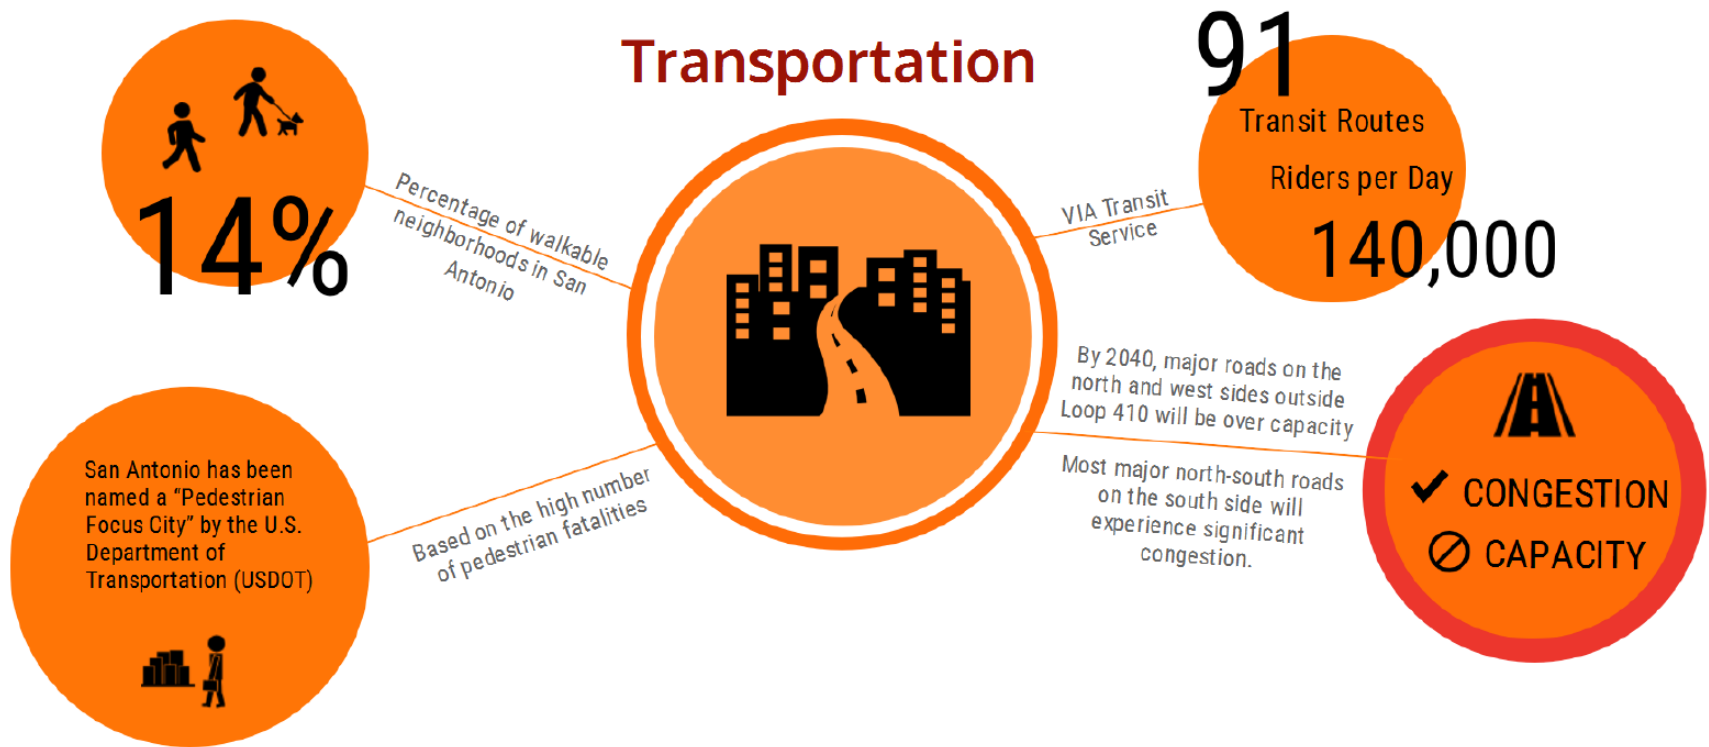 Transportation
14%
Percentage of walkable
neighborhoods in San
Antonio
91
Transit Routes
Riders per Day
140,000
VIA Transit
Service
San Antonio has been
named a “Pedestrian
Focus City” by the U.S.
Department of
Transportation (USDOT)
Based on the high number
of pedestrian fatalities
By 2040, major roads on the
north and west sides outside
Loop 410 will be over capacity
Most major north-south roads
on the south side will
experience significant
congestion.
CONGESTION
CAPACITY